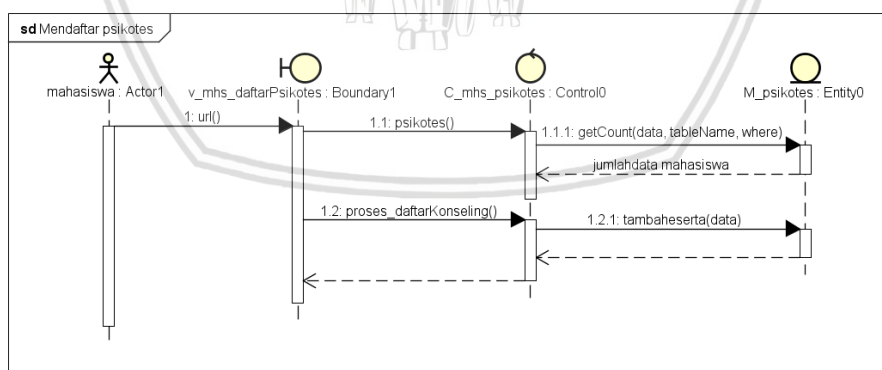 sd Mendaftar psikotes
mahasiswa : Actor1
v_mhs_daftarPsikotes : Boundary1
C_mhs_psikotes : Control0
M_psikotes : Entity0
1: url()
1.1: psikotes()
1.1.1: getCount(data, tableName, where)
jumlahdata mahasiswa
1.2: proses_daftarKonseling()
1.2.1: tambaheserta(data)